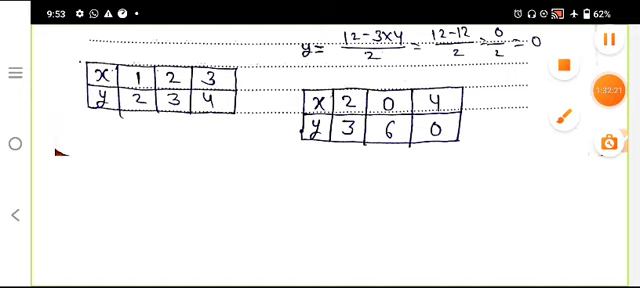 9:53
62%
y = 12-3x4/2 = 12-12/2 = 0/2 = 0
x 1 2 3
y 2 3 4
x 2 0 4
y 3 6 0
1:32:21